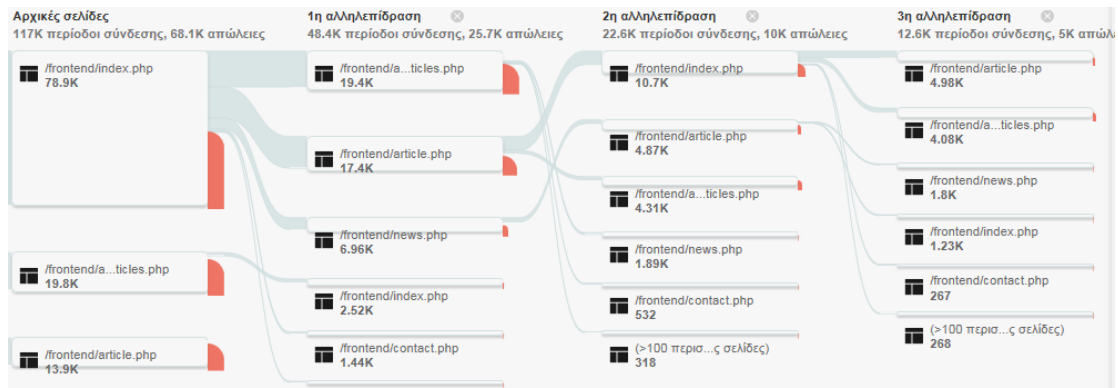 Αρχικές σελίδες
117K περίοδοι σύνδεσης, 68.1K απώλειες
/frontend/index.php
78.9K
/frontend/a...ticles.php
19.8K
/frontend/article.php
13.9K
1η αλληλεπίδραση
48.4K περίοδοι σύνδεσης, 25.7K απώλειες
/frontend/a...ticles.php
19.4K
/frontend/article.php
17.4K
/frontend/news.php
6.96K
/frontend/index.php
2.52K
/frontend/contact.php
1.44K
2η αλληλεπίδραση
22.6K περίοδοι σύνδεσης, 10K απώλειες
/frontend/index.php
10.7K
/frontend/article.php
4.87K
/frontend/a...ticles.php
4.31K
/frontend/news.php
1.89K
/frontend/contact.php
532
(>100 περισ...ς σελίδες)
318
3η αλληλεπίδραση
12.6K περίοδοι σύνδεσης, 5K
/frontend/article.php
4.98K
/frontend/a...ticles.php
4.08K
/frontend/news.php
1.8K
/frontend/index.php
1.23K
/frontend/contact.php
267
(>100 περισ...ς σελίδες)
268